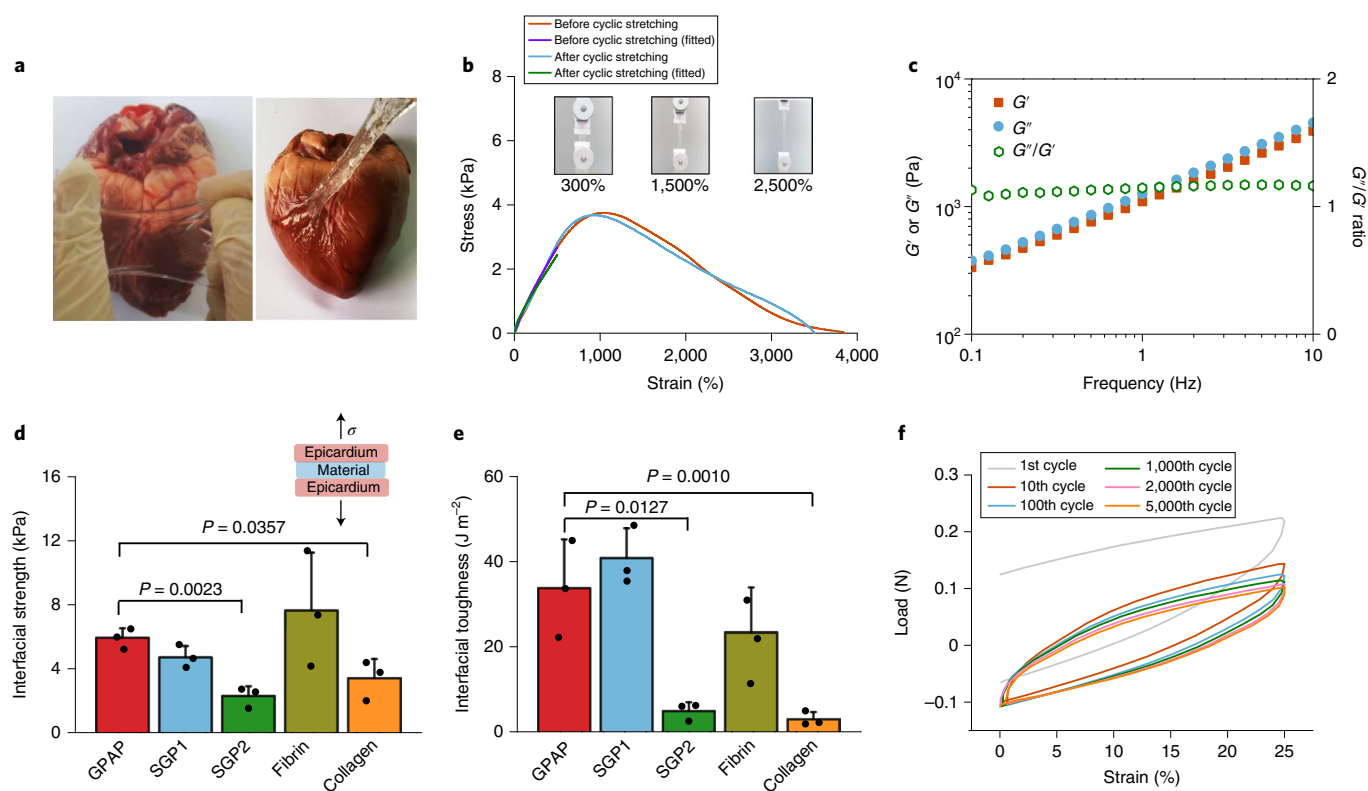 a
b
Before cyclic stretching
Before cyclic stretching (fitted)
After cyclic stretching
After cyclic stretching (fitted)
8
6
4
2
0
Stress (kPa)
300%
1,500%
2,500%
0
1,000
2,000
3,000
4,000
Strain (%)
c
10⁴
10³
10²
G′ or G″ (Pa)
G′
G″
G″/G′
2
1
0
G″/G′ ratio
0.1
1
10
Frequency (Hz)
d
σ
Epicardium
Material
Epicardium
16
12
8
4
0
Interfacial strength (kPa)
P = 0.0357
P = 0.0023
GPAP
SGP1
SGP2
Fibrin
Collagen
e
60
40
20
0
Interfacial toughness (J m⁻²)
P = 0.0010
P = 0.0127
GPAP
SGP1
SGP2
Fibrin
Collagen
f
0.3
0.2
0.1
0
–0.1
Load (N)
1st cycle
10th cycle
100th cycle
1,000th cycle
2,000th cycle
5,000th cycle
0
5
10
15
20
25
Strain (%)